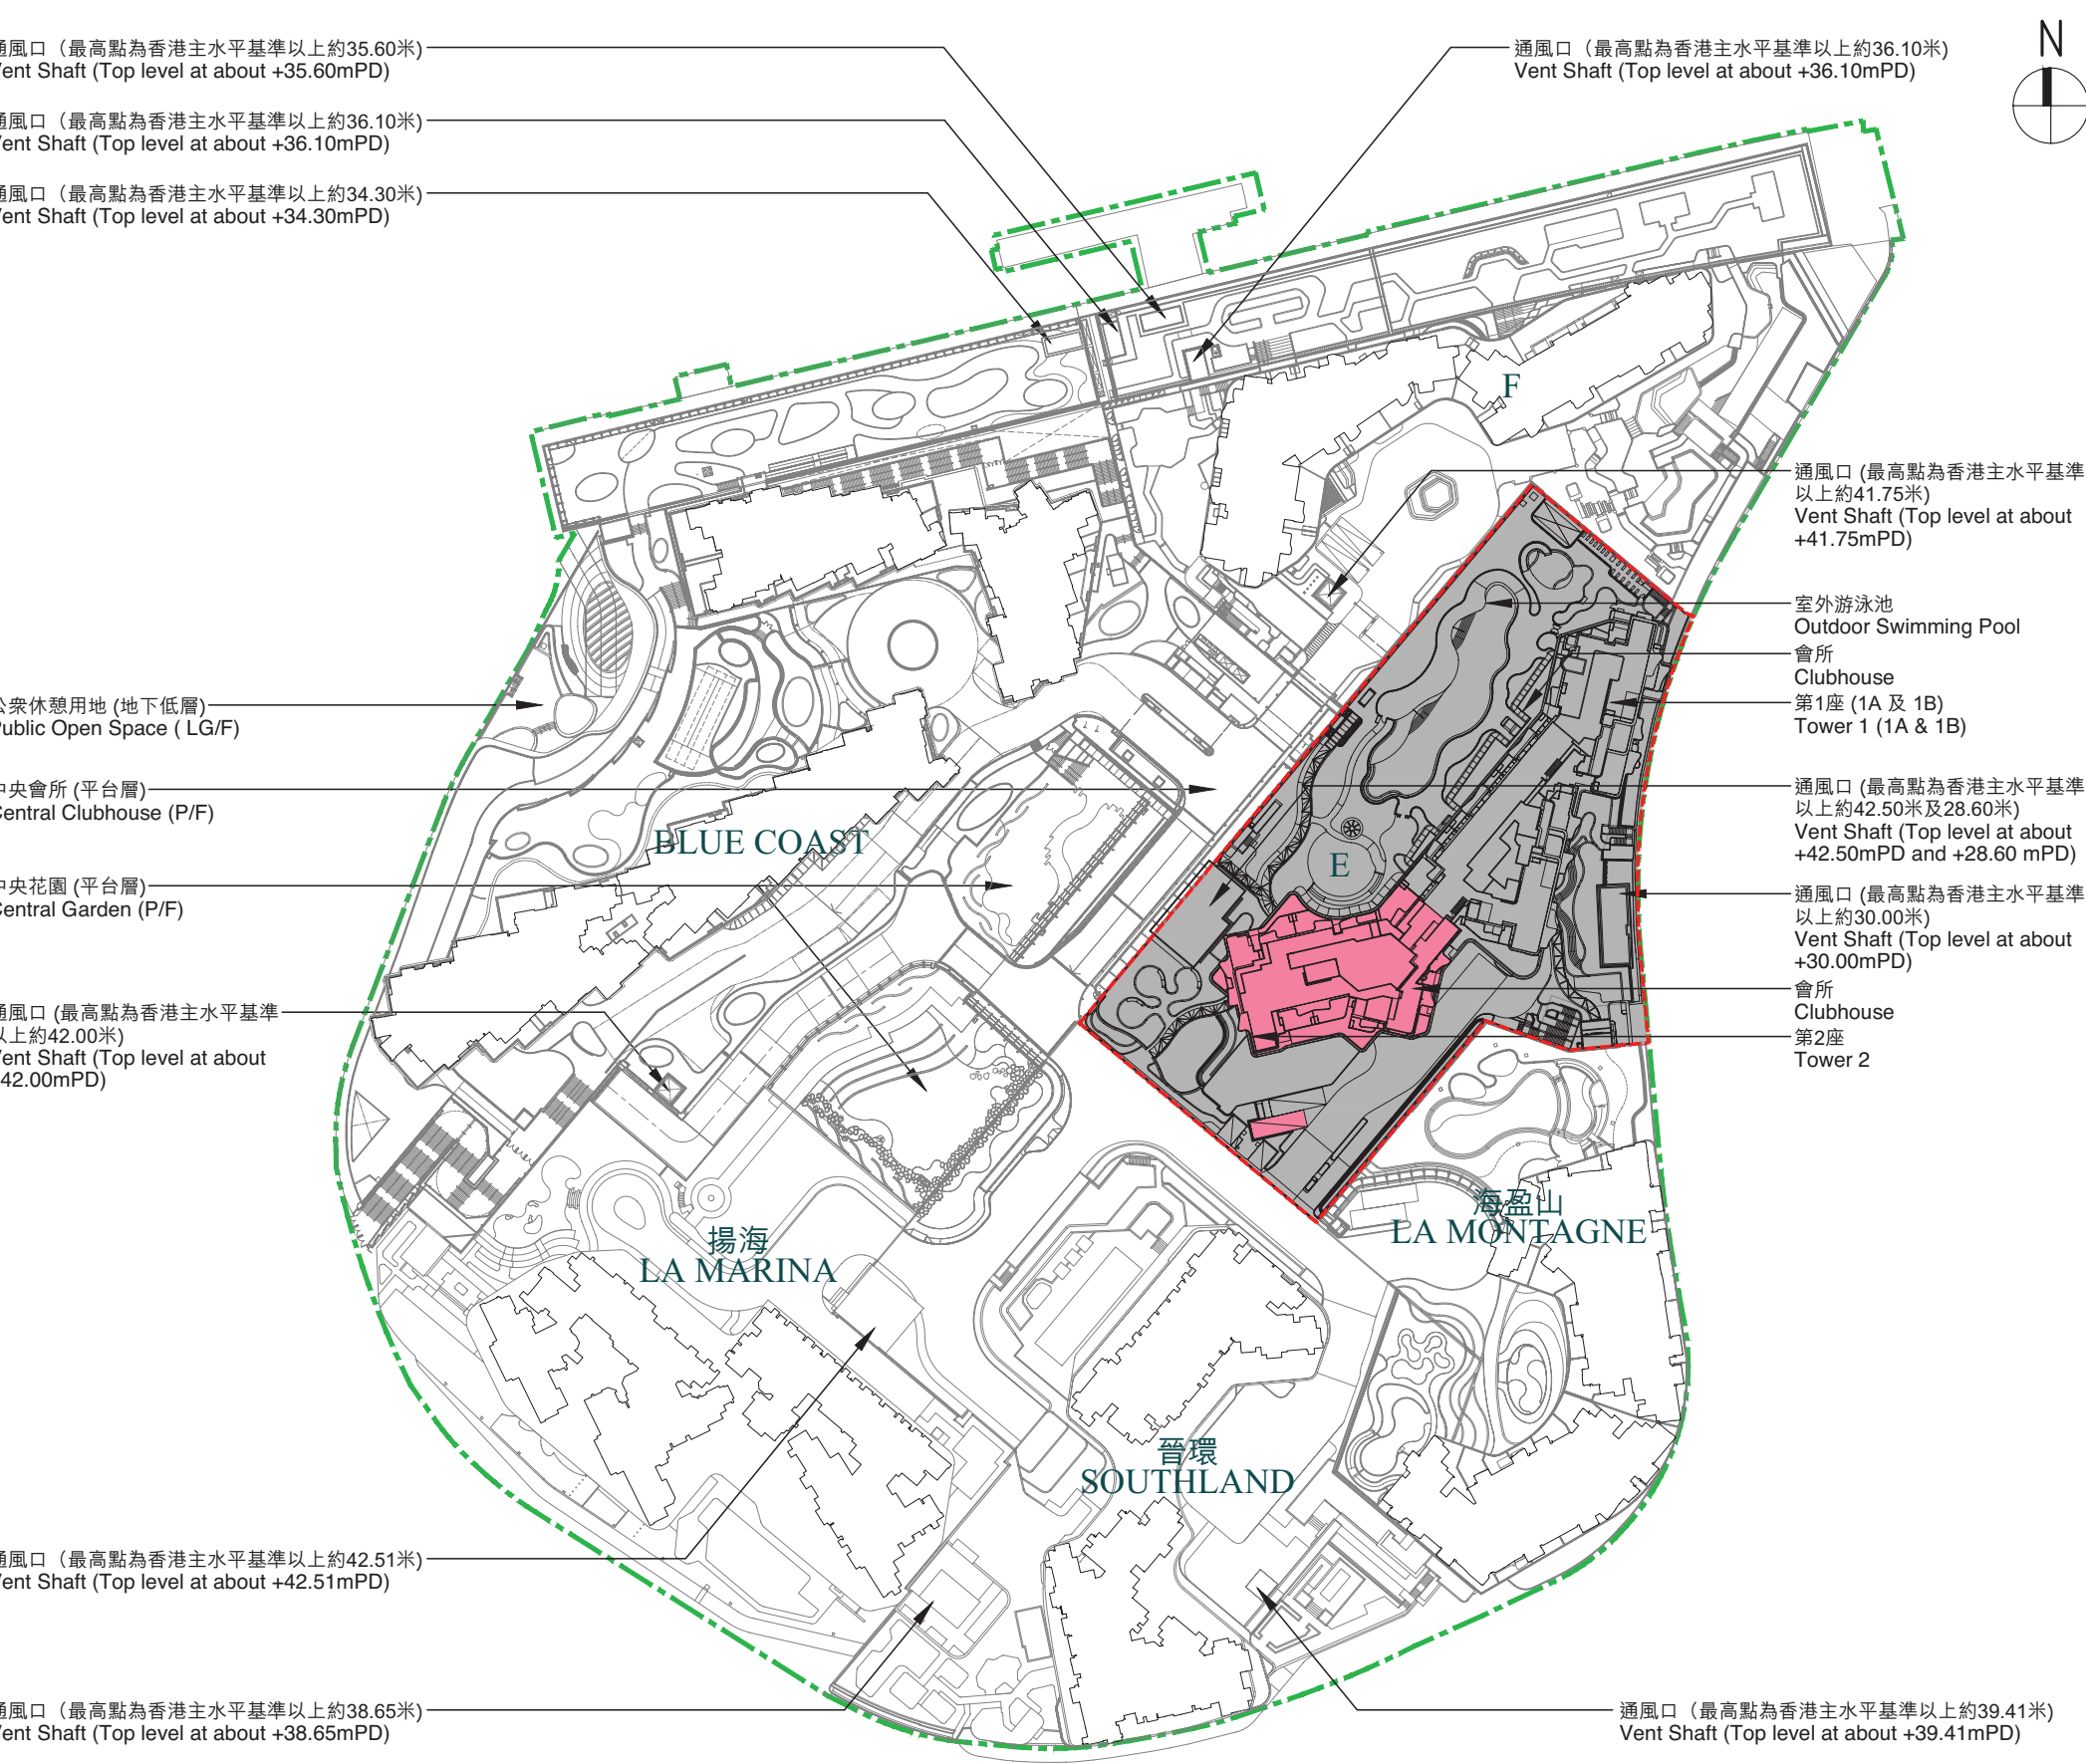 通風口（最高點為香港主水平基準以上約35.60米)
Vent Shaft (Top level at about +35.60mPD)
通風口（最高點為香港主水平基準以上約36.10米)
Vent Shaft (Top level at about +36.10mPD)
通風口（最高點為香港主水平基準以上約34.30米)
Vent Shaft (Top level at about +34.30mPD)
通風口（最高點為香港主水平基準以上約36.10米)
Vent Shaft (Top level at about +36.10mPD)
N
F
通風口 (最高點為香港主水平基準
以上約41.75米)
Vent Shaft (Top level at about
+41.75mPD)
室外游泳池
Outdoor Swimming Pool
會所
Clubhouse
第1座 (1A 及 1B)
Tower 1 (1A & 1B)
通風口 (最高點為香港主水平基準
以上約42.50米及28.60米)
Vent Shaft (Top level at about
+42.50mPD and +28.60 mPD)
通風口 (最高點為香港主水平基準
以上約30.00米)
Vent Shaft (Top level at about
+30.00mPD)
會所
Clubhouse
第2座
Tower 2
公衆休憩用地 (地下低層)
Public Open Space ( LG/F)
中央會所 (平台層)
Central Clubhouse (P/F)
中央花園 (平台層)
Central Garden (P/F)
通風口 (最高點為香港主水平基準
以上約42.00米)
Vent Shaft (Top level at about
42.00mPD)
BLUE COAST
E
揚海
LA MARINA
海盈山
LA MONTAGNE
晉環
SOUTHLAND
通風口（最高點為香港主水平基準以上約42.51米)
Vent Shaft (Top level at about +42.51mPD)
通風口（最高點為香港主水平基準以上約38.65米)
Vent Shaft (Top level at about +38.65mPD)
通風口（最高點為香港主水平基準以上約39.41米)
Vent Shaft (Top level at about +39.41mPD)